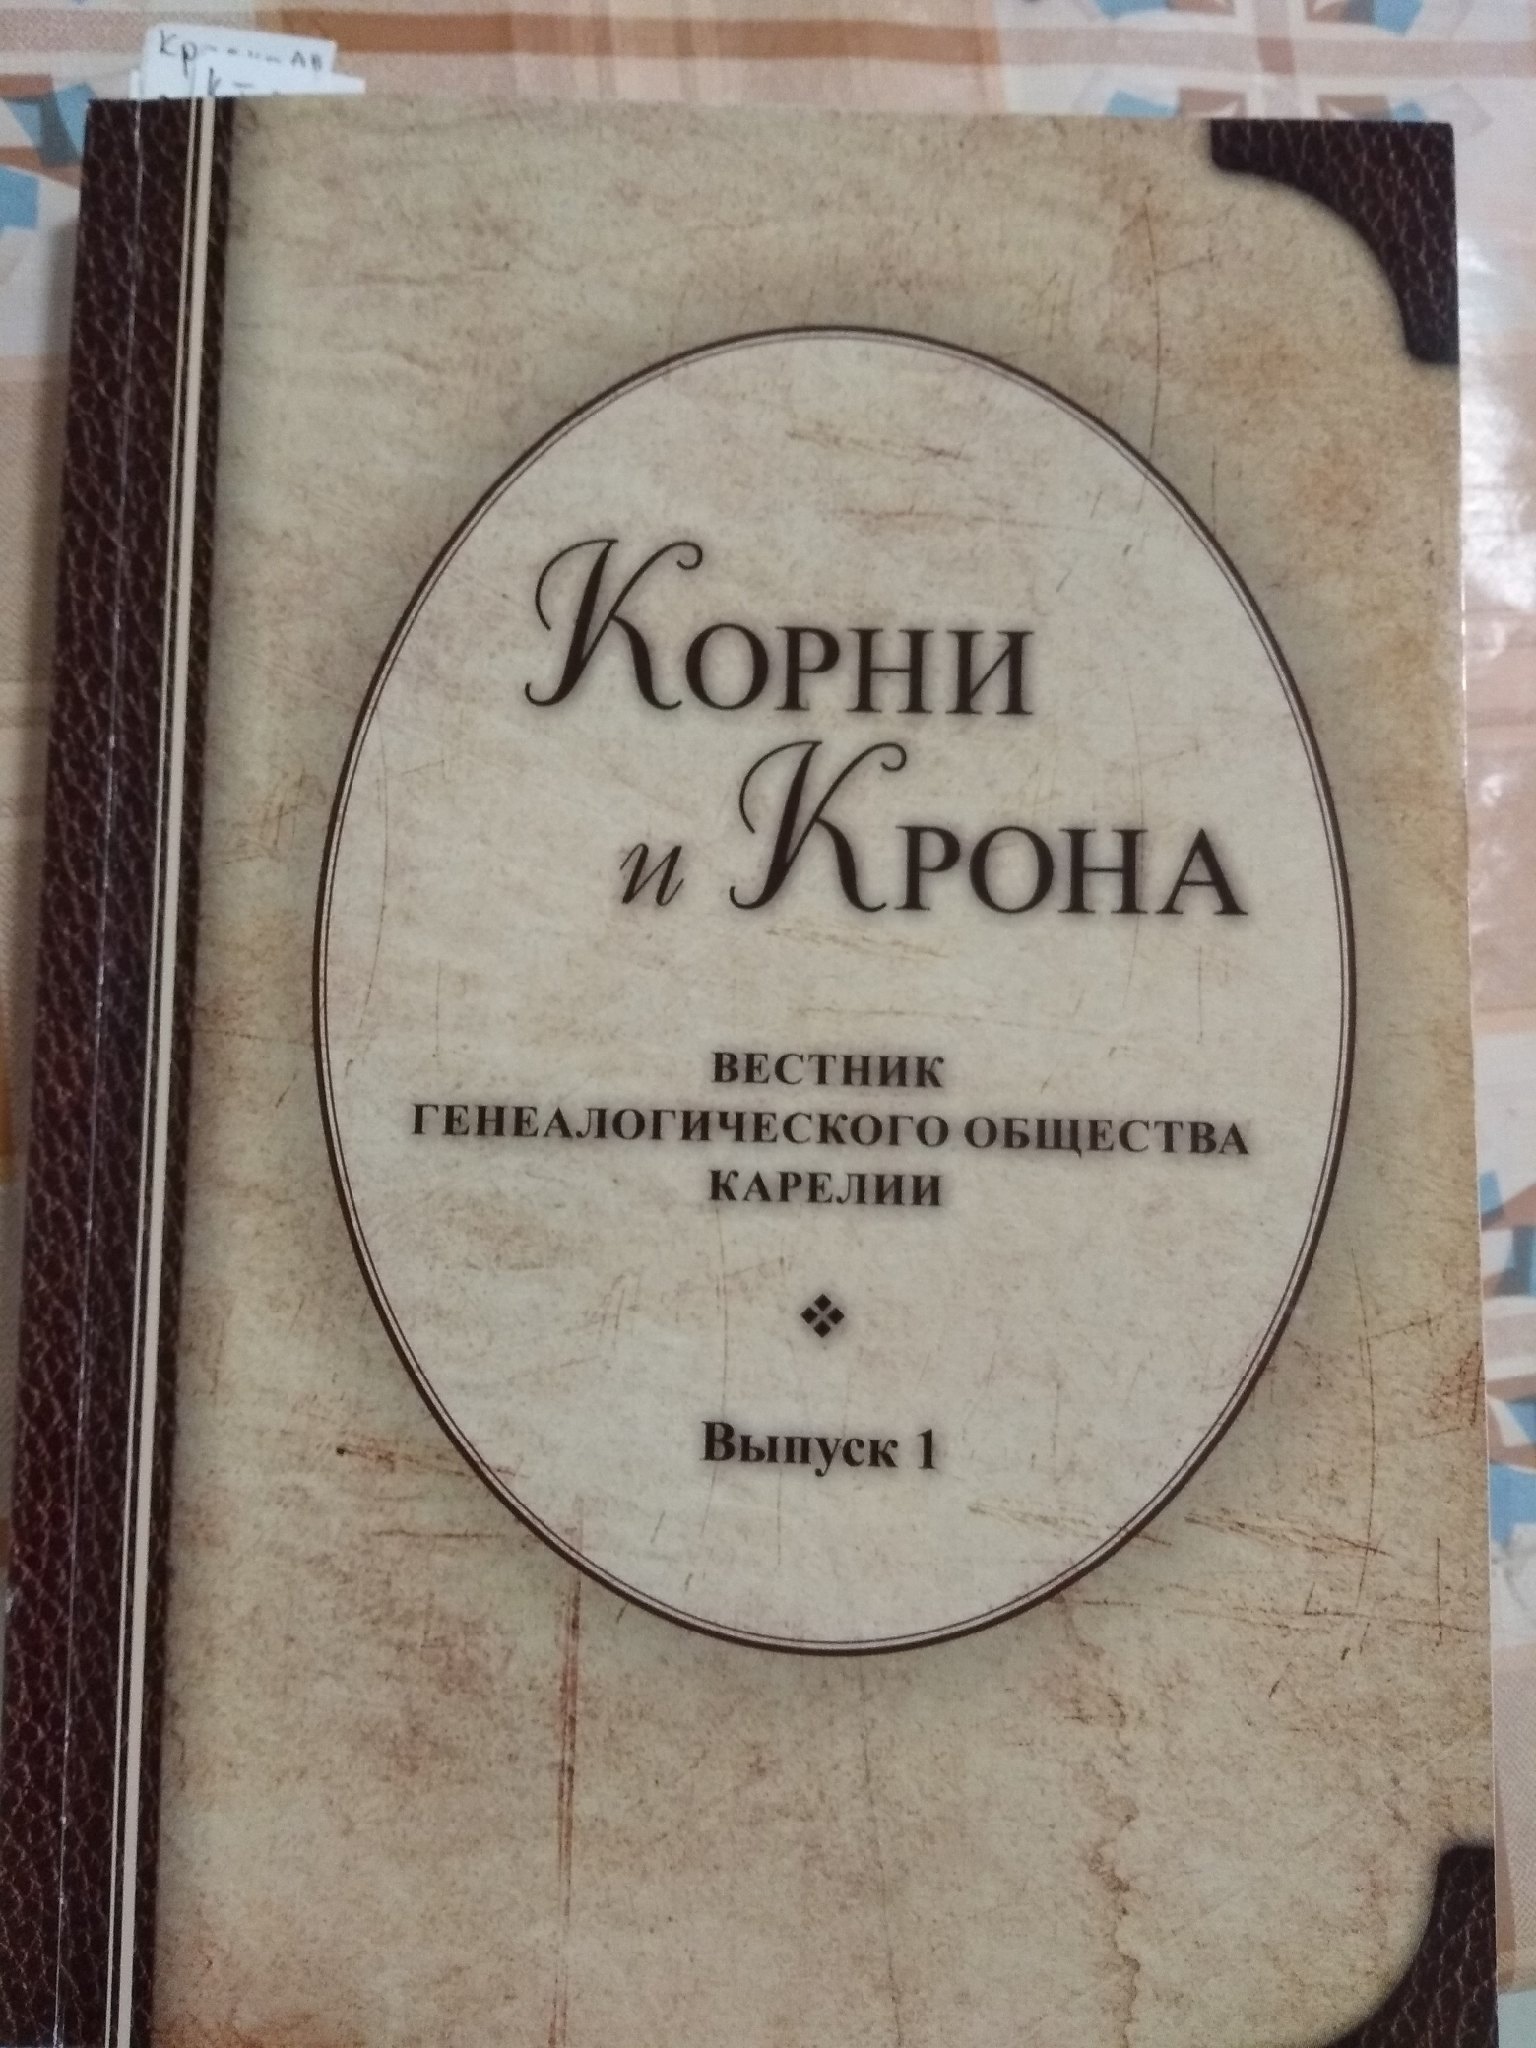 Корни
и Крона
ВЕСТНИК
ГЕНЕАЛОГИЧЕСКОГО ОБЩЕСТВА
КАРЕЛИИ
Выпуск 1